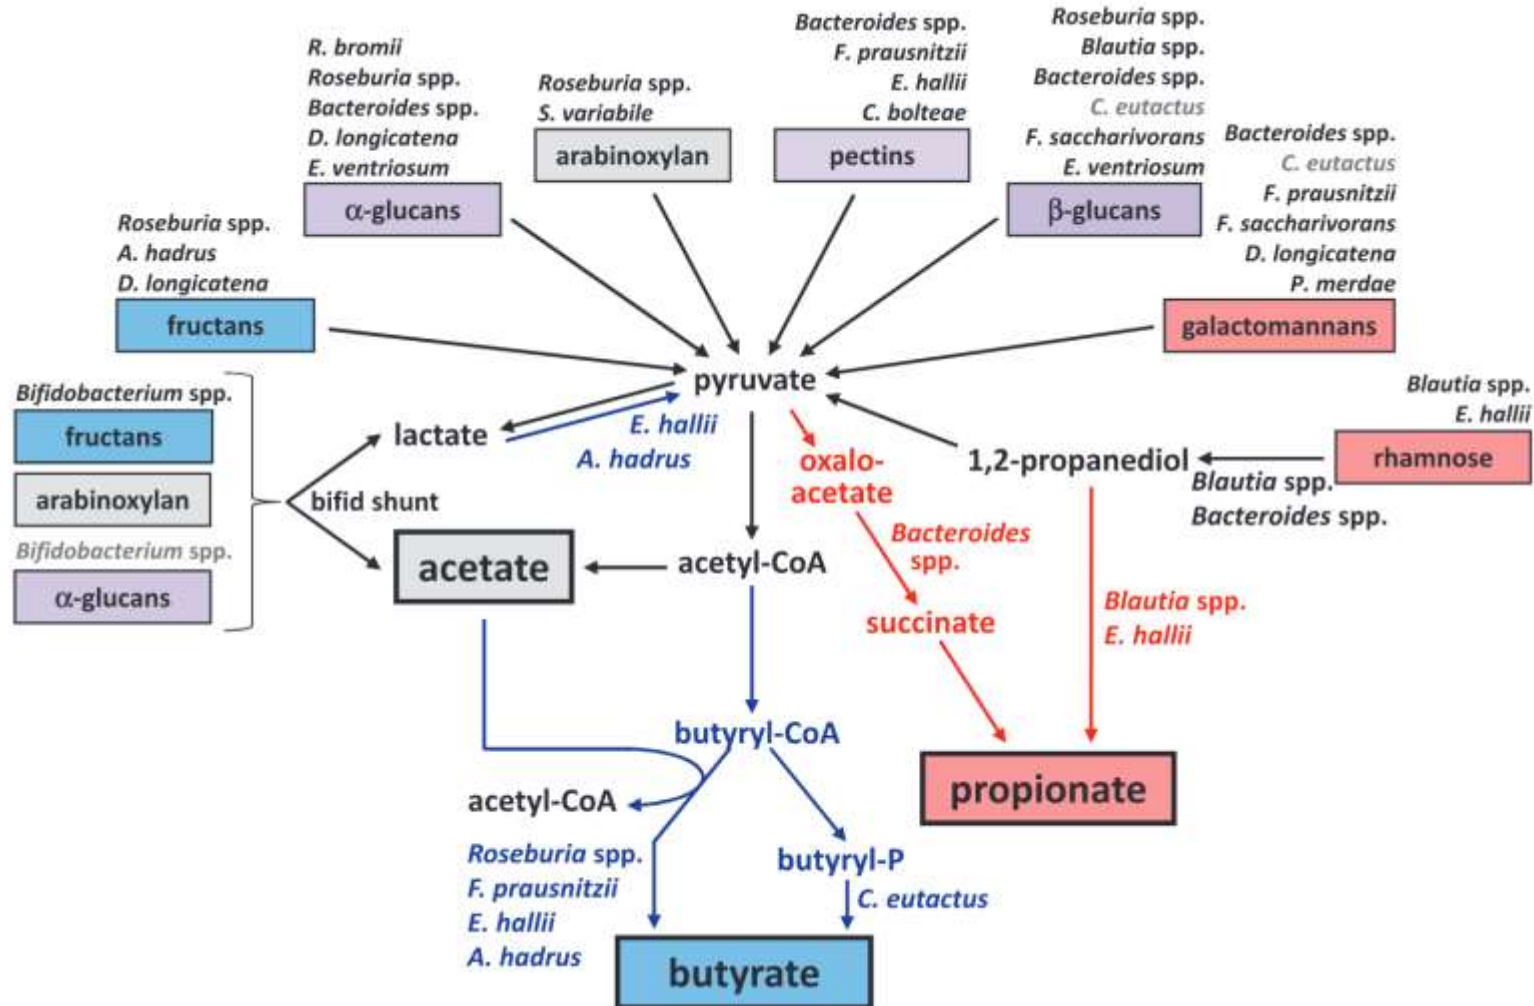 R. bromii
Roseburia spp.
Bacteroides spp.
D. longicatena
E. ventriosum
α-glucans
Roseburia spp.
S. variabile
arabinoxylan
Bacteroides spp.
F. prausnitzii
E. hallii
C. bolteae
pectins
Roseburia spp.
Blautia spp.
Bacteroides spp.
C. eutactus
F. saccharivorans
E. ventriosum
β-glucans
Bacteroides spp.
C. eutactus
F. prausnitzii
F. saccharivorans
D. longicatena
P. merdae
galactomannans
Roseburia spp.
A. hadrus
D. longicatena
fructans
pyruvate
Bifidobacterium spp.
fructans
arabinoxylan
Bifidobacterium spp.
α-glucans
bifid shunt
lactate
E. hallii
A. hadrus
oxalo-
acetate
1,2-propanediol
Blautia spp.
E. hallii
rhamnose
Blautia spp.
Bacteroides spp.
acetate
acetyl-CoA
Bacteroides
spp.
succinate
Blautia spp.
E. hallii
butyryl-CoA
acetyl-CoA
propionate
Roseburia spp.
F. prausnitzii
E. hallii
A. hadrus
butyryl-P
C. eutactus
butyrate